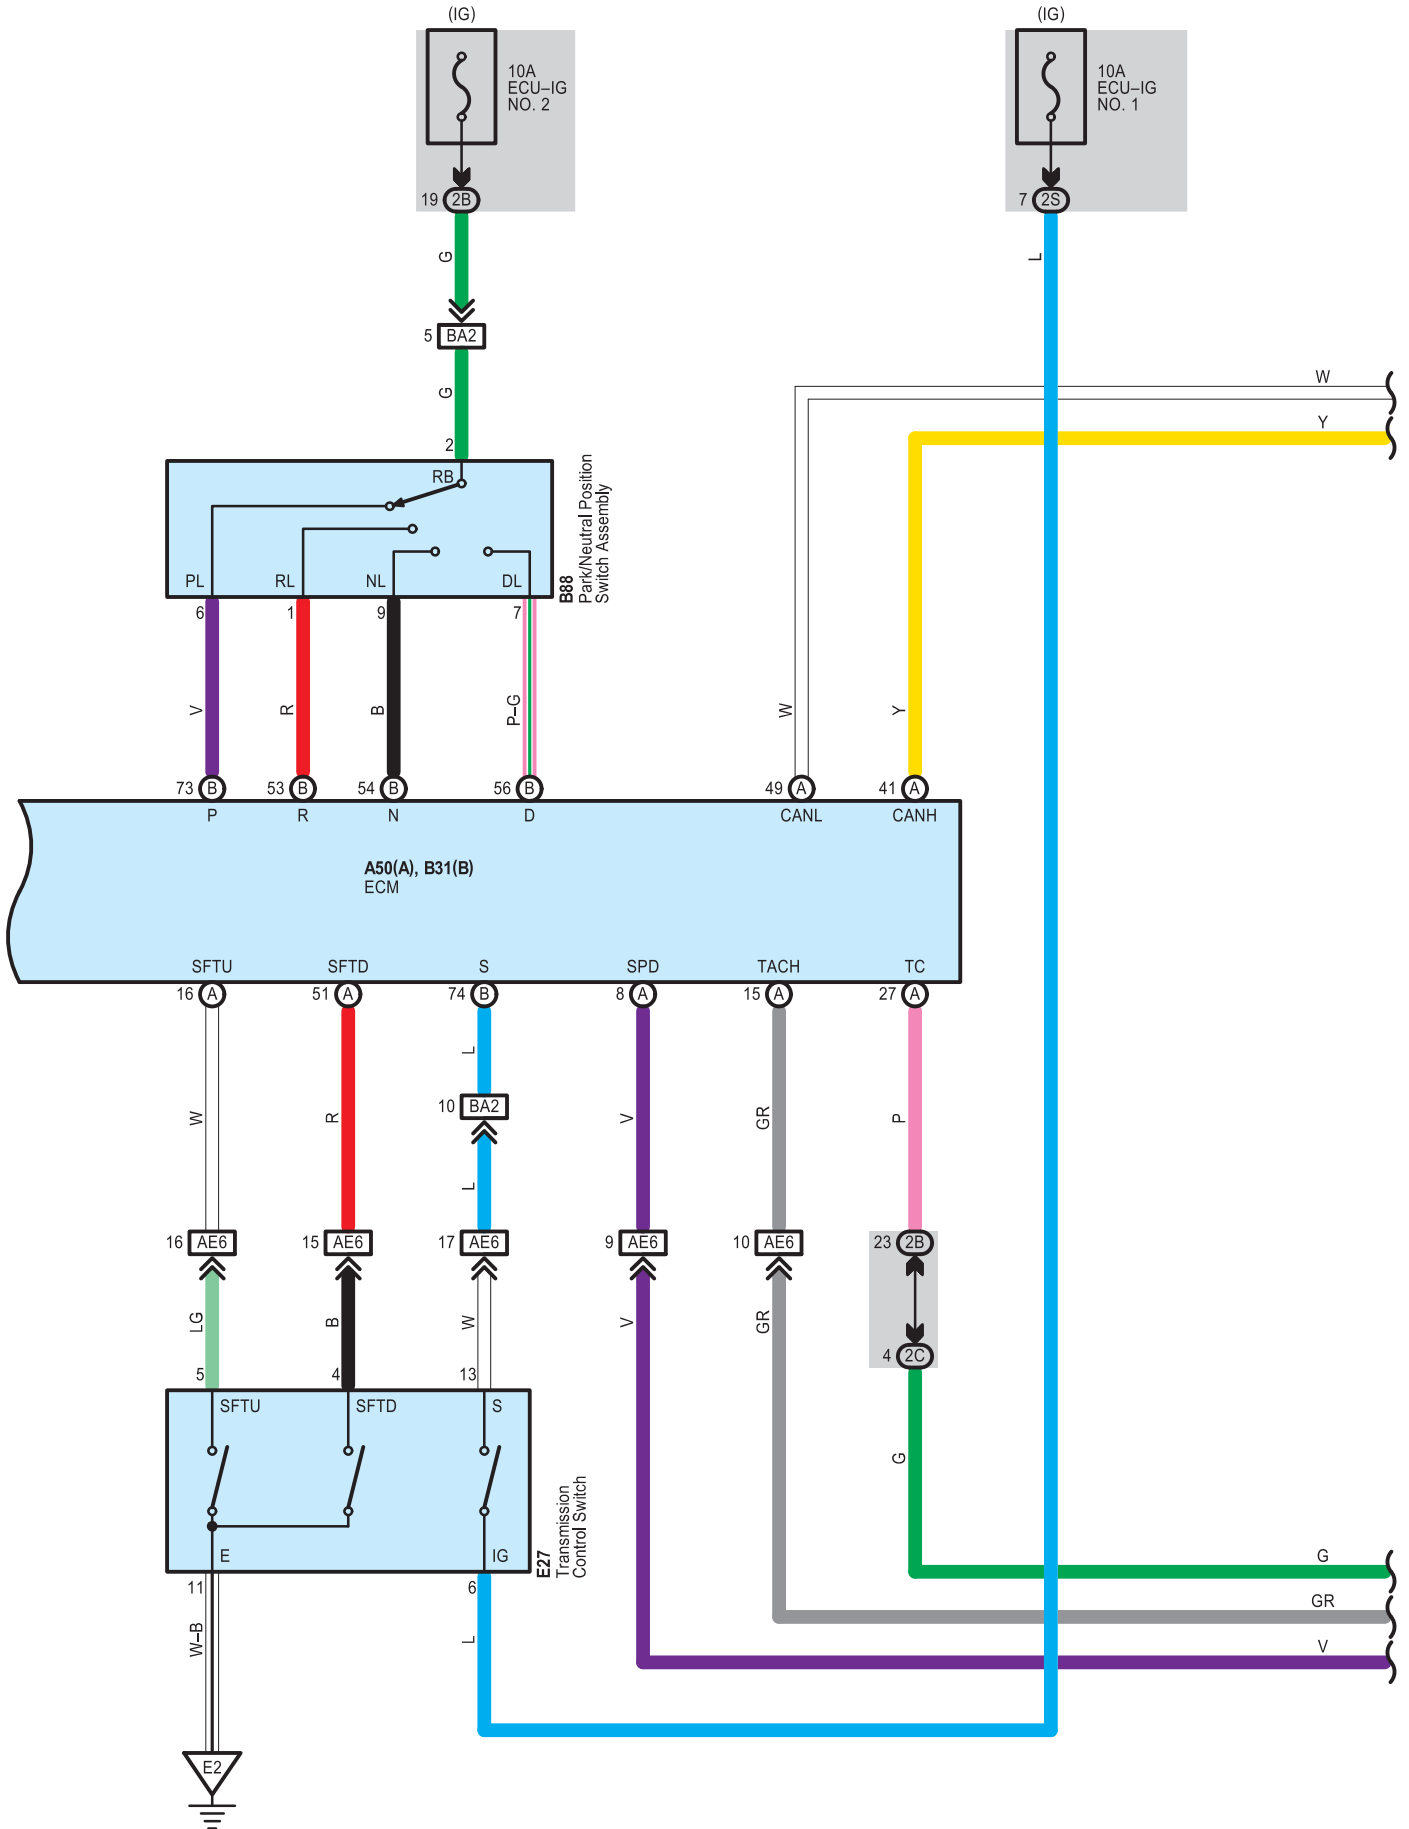 (IG)
(IG)
10A
ECU–IG
NO. 2
10A
ECU–IG
NO. 1
19 2B
7 2S
G
L
5 BA2
W
G
Y
2
RB
PL RL NL DL
B88
Park/Neutral Position
Switch Assembly
6 1 9 7
V R B P–G W Y
73 B 53 B 54 B 56 B 49 A 41 A
P R N D CANL CANH
A50(A), B31(B)
ECM
SFTU SFTD S SPD TACH TC
16 A 51 A 74 B 8 A 15 A 27 A
L
10 BA2
W R V GR P
L
16 AE6 15 AE6 17 AE6 9 AE6 10 AE6 23 2B
LG B W V GR
4 2C
5 4 13
SFTU SFTD S
G
E27
Transmission
Control Switch
E IG
G
11 6
GR
W–B L
V
E2